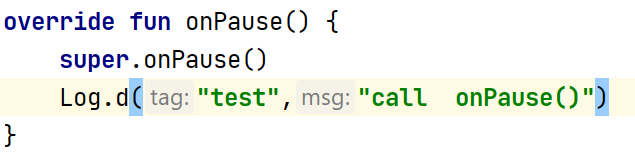 override fun onPause() {
    super.onPause()
    Log.d( tag: "test", msg: "call  onPause()")
}